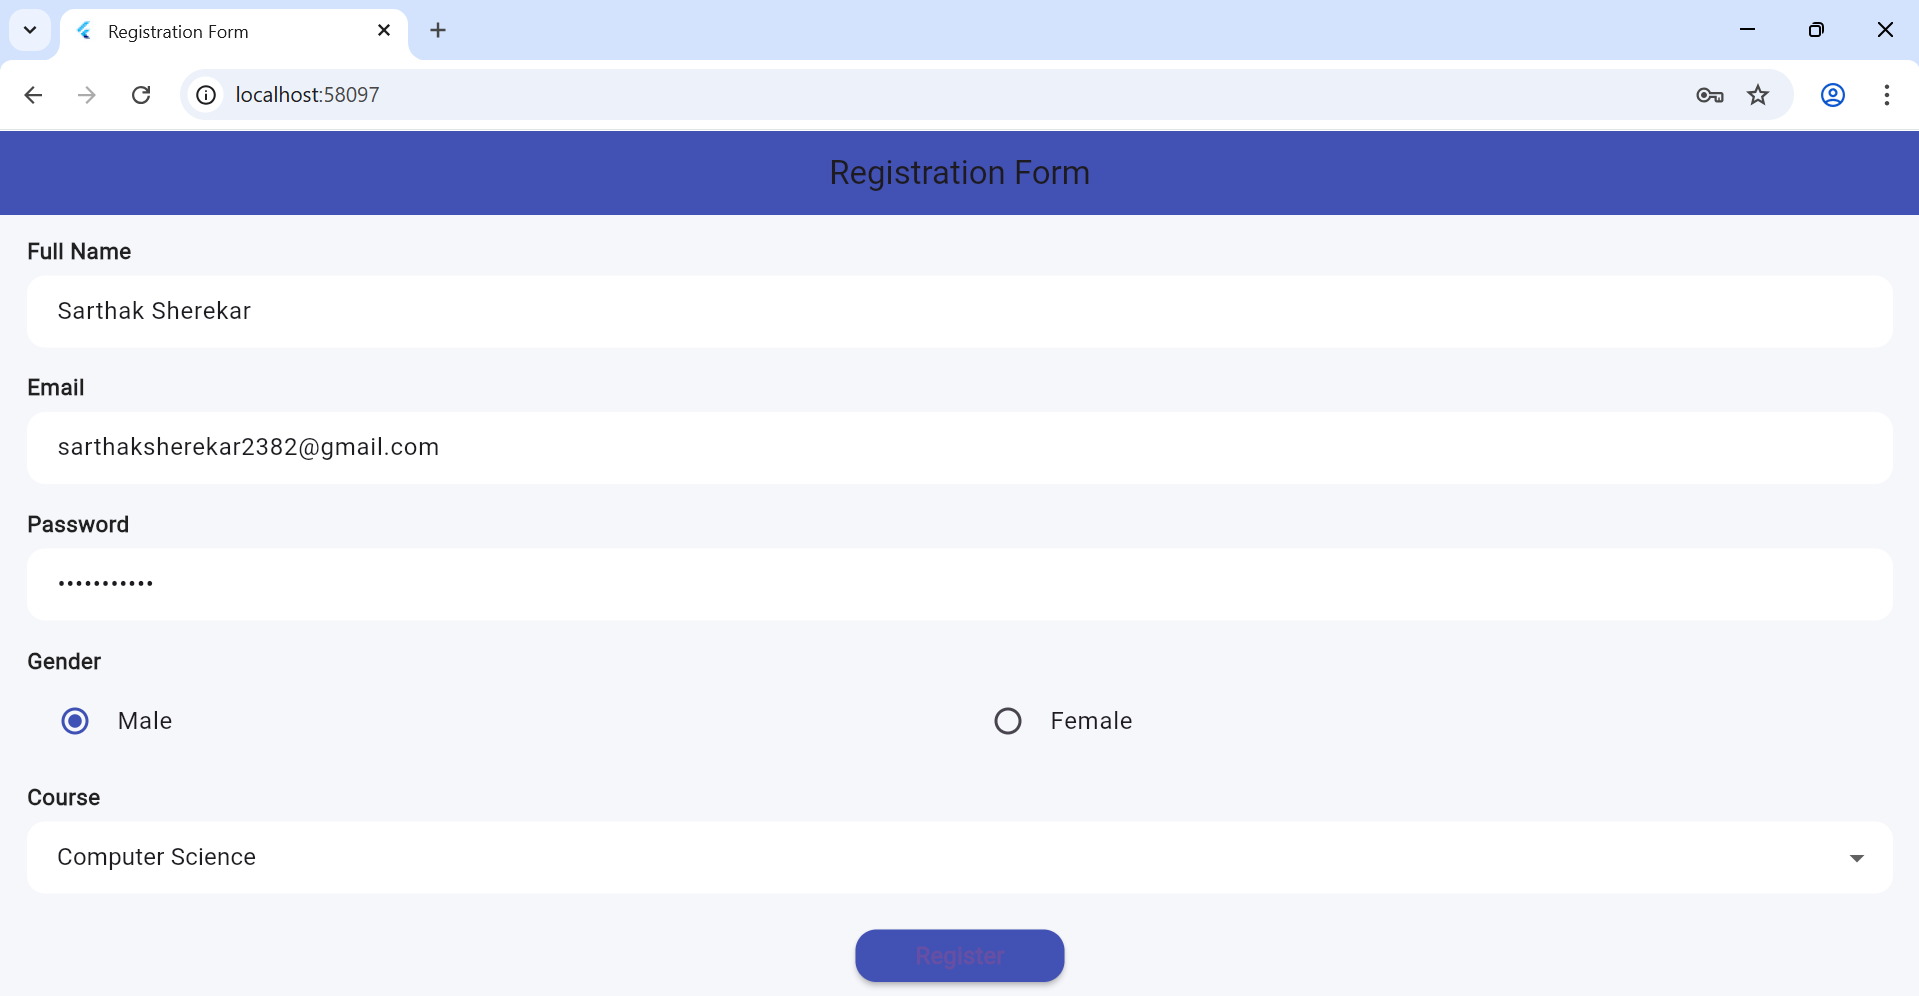 Registration Form
localhost:58097
Registration Form
Full Name
Sarthak Sherekar
Email
sarthaksherekar2382@gmail.com
Password
•••••••••••
Gender
Male Female
Course
Computer Science
Register